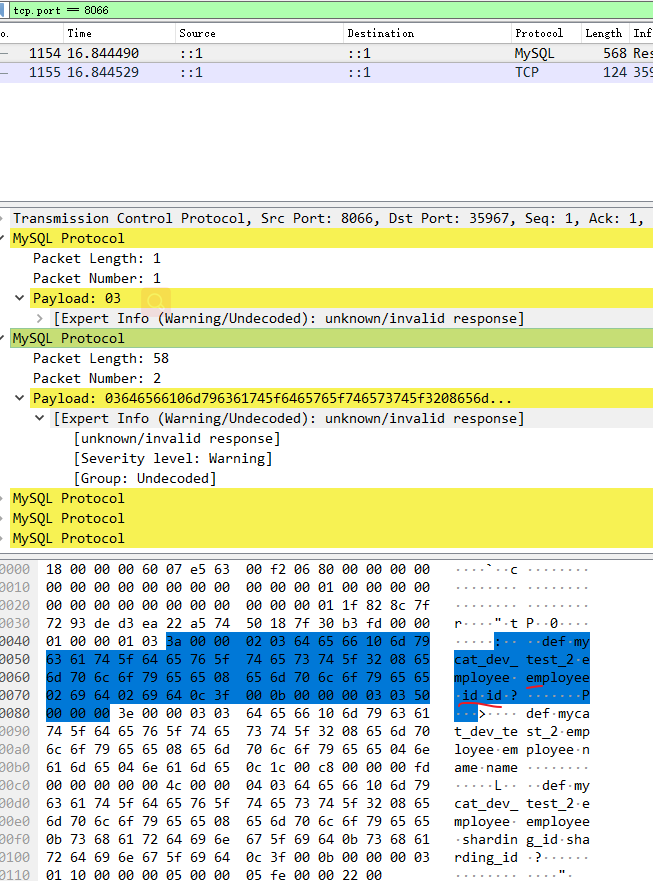 tcp.port == 8066
o. Time Source Destination Protocol Length Inf
1154 16.844490 ::1 ::1 MySQL 568 Res
1155 16.844529 ::1 ::1 TCP 124 359
Transmission Control Protocol, Src Port: 8066, Dst Port: 35967, Seq: 1, Ack: 1,
MySQL Protocol
Packet Length: 1
Packet Number: 1
Payload: 03
[Expert Info (Warning/Undecoded): unknown/invalid response]
MySQL Protocol
Packet Length: 58
Packet Number: 2
Payload: 03646566106d796361745f6465765f746573745f3208656d...
[Expert Info (Warning/Undecoded): unknown/invalid response]
[unknown/invalid response]
[Severity level: Warning]
[Group: Undecoded]
MySQL Protocol
MySQL Protocol
MySQL Protocol
0000 18 00 00 00 60 07 e5 63 00 f2 06 80 00 00 00 00 ····`··c ········
0010 00 00 00 00 00 00 00 00 00 00 00 01 00 00 00 00 ········ ········
0020 00 00 00 00 00 00 00 00 00 00 00 01 1f 82 8c 7f ········ ········
0030 72 93 de d3 ea 22 a5 74 50 18 7f 30 b3 fd 00 00 r····"·t P··0····
0040 01 00 00 01 03 3a 00 00 02 03 64 65 66 10 6d 79 ·····:·· ··def·my
0050 63 61 74 5f 64 65 76 5f 74 65 73 74 5f 32 08 65 cat_dev_ test_2·e
0060 6d 70 6c 6f 79 65 65 08 65 6d 70 6c 6f 79 65 65 mployee· employee
0070 02 69 64 02 69 64 0c 3f 00 0b 00 00 00 03 03 50 ·id·id·? ·······P
0080 00 00 00 3e 00 00 03 03 64 65 66 10 6d 79 63 61 ···>···· def·myca
0090 74 5f 64 65 76 5f 74 65 73 74 5f 32 08 65 6d 70 t_dev_te st_2·emp
00a0 6c 6f 79 65 65 08 65 6d 70 6c 6f 79 65 65 04 6e loyee·em ployee·n
00b0 61 6d 65 04 6e 61 6d 65 0c 1c 00 c8 00 00 00 fd ame·name ········
00c0 00 00 00 00 00 4c 00 00 04 03 64 65 66 10 6d 79 ·····L·· ··def·my
00d0 63 61 74 5f 64 65 76 5f 74 65 73 74 5f 32 08 65 cat_dev_ test_2·e
00e0 6d 70 6c 6f 79 65 65 08 65 6d 70 6c 6f 79 65 65 mployee· employee
00f0 0b 73 68 61 72 64 69 6e 67 5f 69 64 0b 73 68 61 ·shardin g_id·sha
0100 72 64 69 6e 67 5f 69 64 0c 3f 00 0b 00 00 00 03 rding_id ·?······
0110 01 10 00 00 00 05 00 00 05 fe 00 00 22 00 ········ ····"·